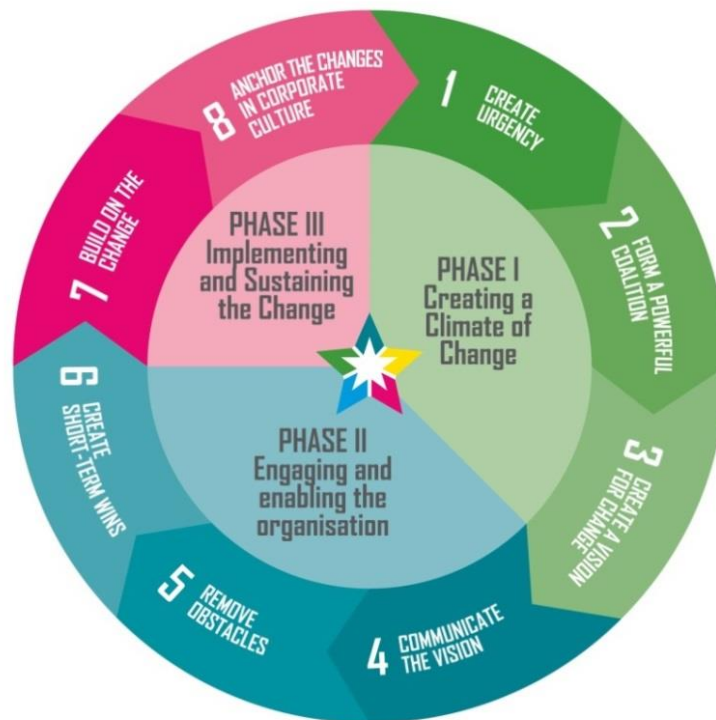 1
CREATE
URGENCY
2
FORM A POWERFUL
COALITION
3
CREATE A VISION
FOR CHANGE
4
COMMUNICATE
THE VISION
5
REMOVE
OBSTACLES
6
CREATE
SHORT-TERM WINS
7
BUILD ON THE
CHANGE
8
ANCHOR THE CHANGES
IN CORPORATE
CULTURE
PHASE I
Creating a
Climate of
Change
PHASE II
Engaging and
enabling the
organisation
PHASE III
Implementing
and Sustaining
the Change